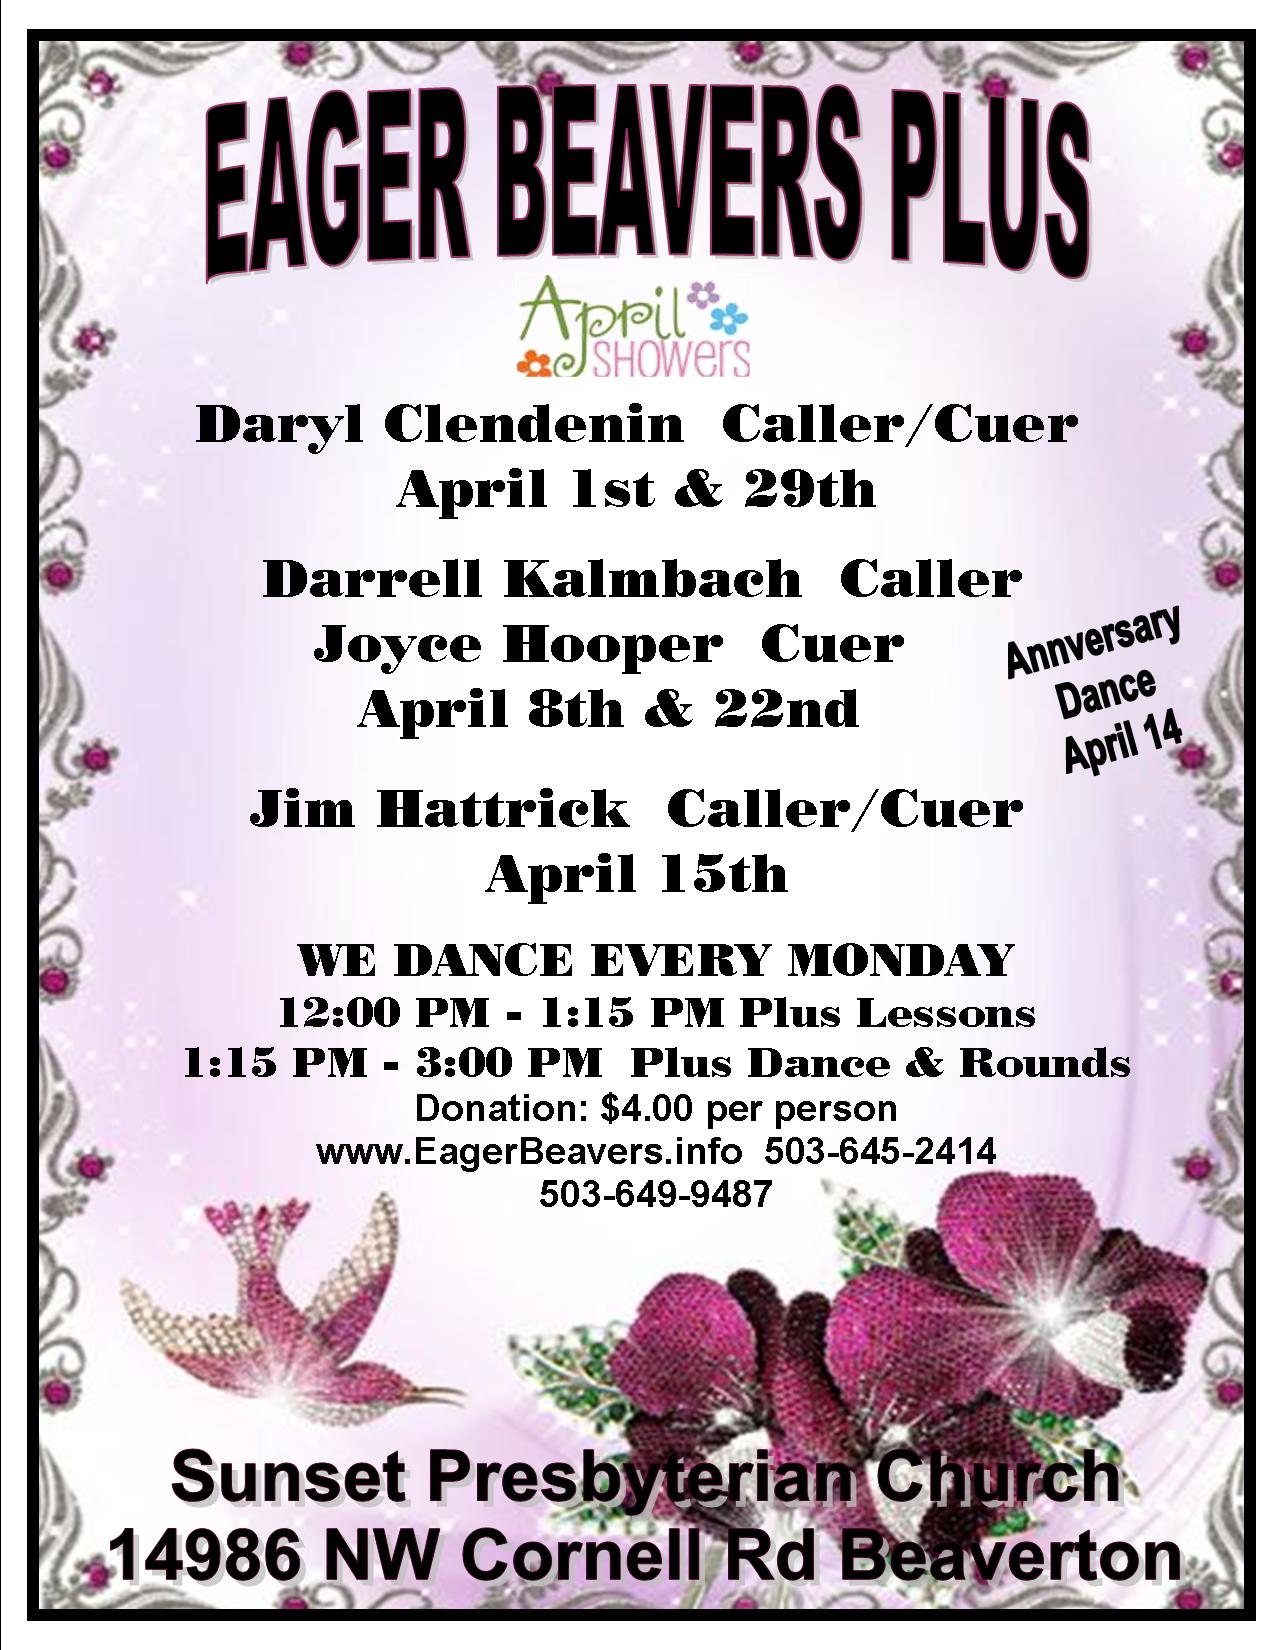 EAGER BEAVERS PLUS
April
SHOWERS
Daryl Clendenin Caller/Cuer
April 1st & 29th
Darrell Kalmbach Caller
Joyce Hooper Cuer
April 8th & 22nd
Annversary
Dance
April 14
Jim Hattrick Caller/Cuer
April 15th
WE DANCE EVERY MONDAY
12:00 PM - 1:15 PM Plus Lessons
1:15 PM - 3:00 PM Plus Dance & Rounds
Donation: $4.00 per person
www.EagerBeavers.info 503-645-2414
503-649-9487
Sunset Presbyterian Church
14986 NW Cornell Rd Beaverton